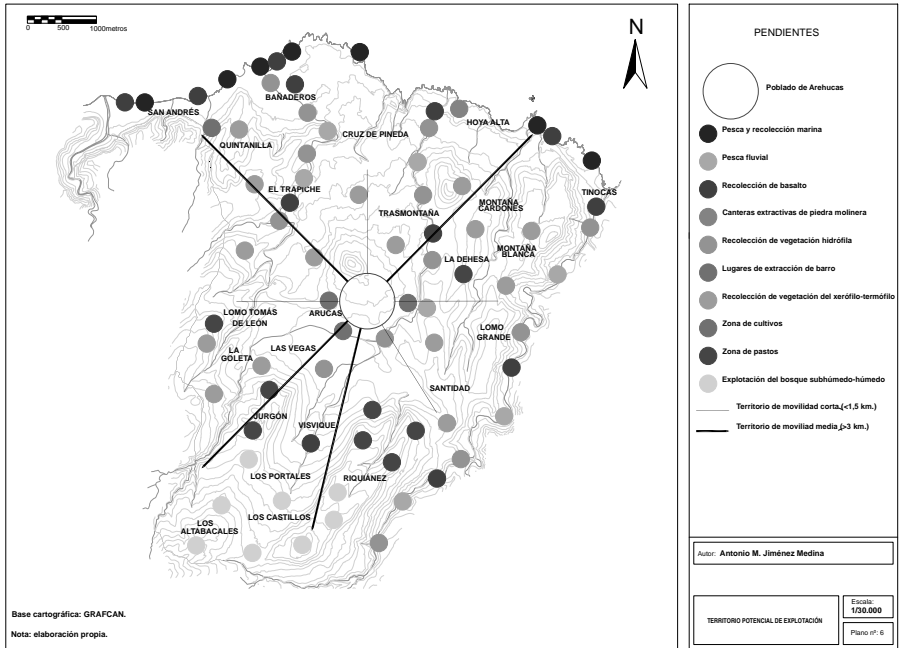 0 500 1000metros
N
SAN ANDRÉS
BAÑADEROS
QUINTANILLA
CRUZ DE PINEDA
HOYA ALTA
EL TRAPICHE
TRASMONTAÑA
MONTAÑA
CARDONES
TINOCAS
MONTAÑA
BLANCA
LA DEHESA
LOMO TOMÁS
DE LEÓN
ARUCAS
LOMO
GRANDE
LA
GOLETA
LAS VEGAS
SANTIDAD
JURGÓN
VISVIQUE
LOS PORTALES
RIQUIÁNEZ
LOS CASTILLOS
LOS
ALTABACALES
Base cartográfica: GRAFCAN.
Nota: elaboración propia.
PENDIENTES
Poblado de Arehucas
Pesca y recolección marina
Pesca fluvial
Recolección de basalto
Canteras extractivas de piedra molinera
Recolección de vegetación hidrófila
Lugares de extracción de barro
Recolección de vegetación del xerófilo-termófilo
Zona de cultivos
Zona de pastos
Explotación del bosque subhúmedo-húmedo
Territorio de movilidad corta (<1,5 km.)
Territorio de moviliad media (>3 km.)
Autor: Antonio M. Jiménez Medina
TERRITORIO POTENCIAL DE EXPLOTACIÓN
Escala:
1/30.000
Plano nº: 6